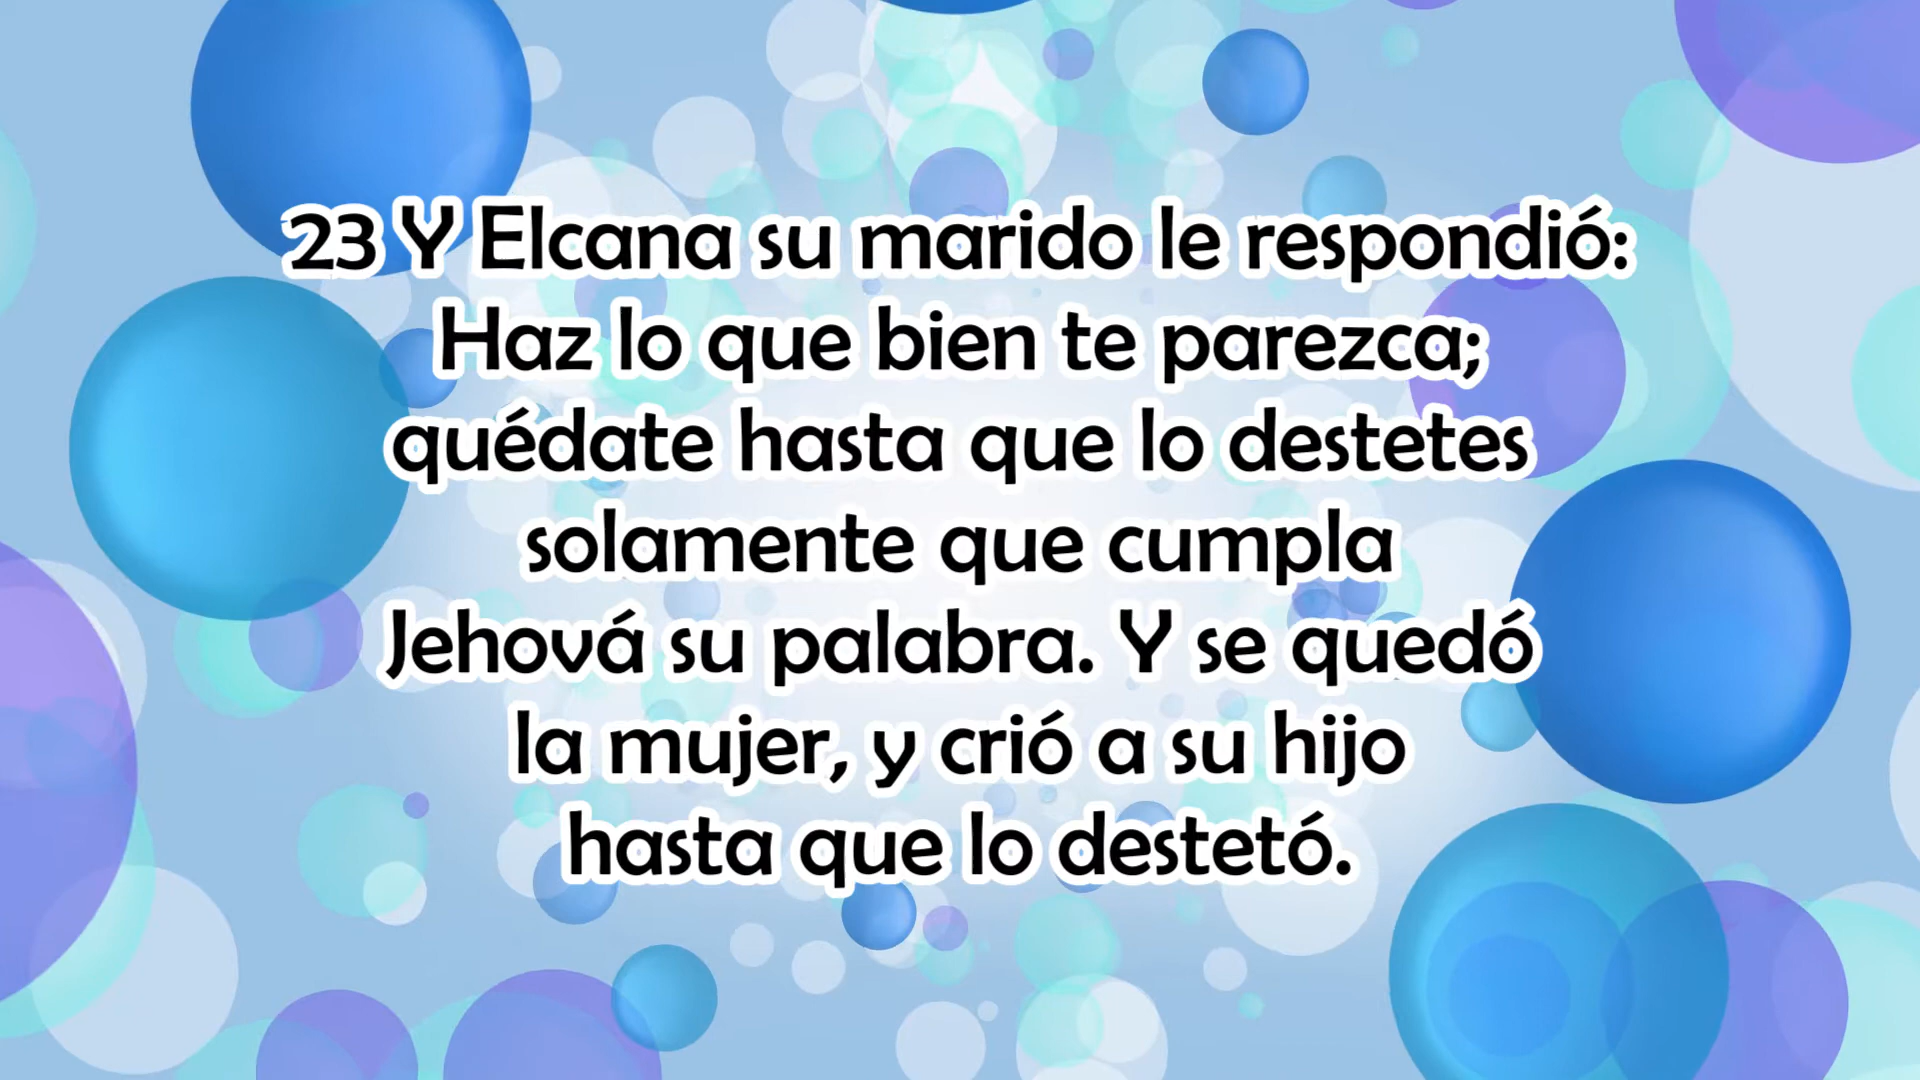 23 Y Elcana su marido le respondió:
Haz lo que bien te parezca;
quédate hasta que lo destetes
solamente que cumpla
Jehová su palabra. Y se quedó
la mujer, y crió a su hijo
hasta que lo destetó.